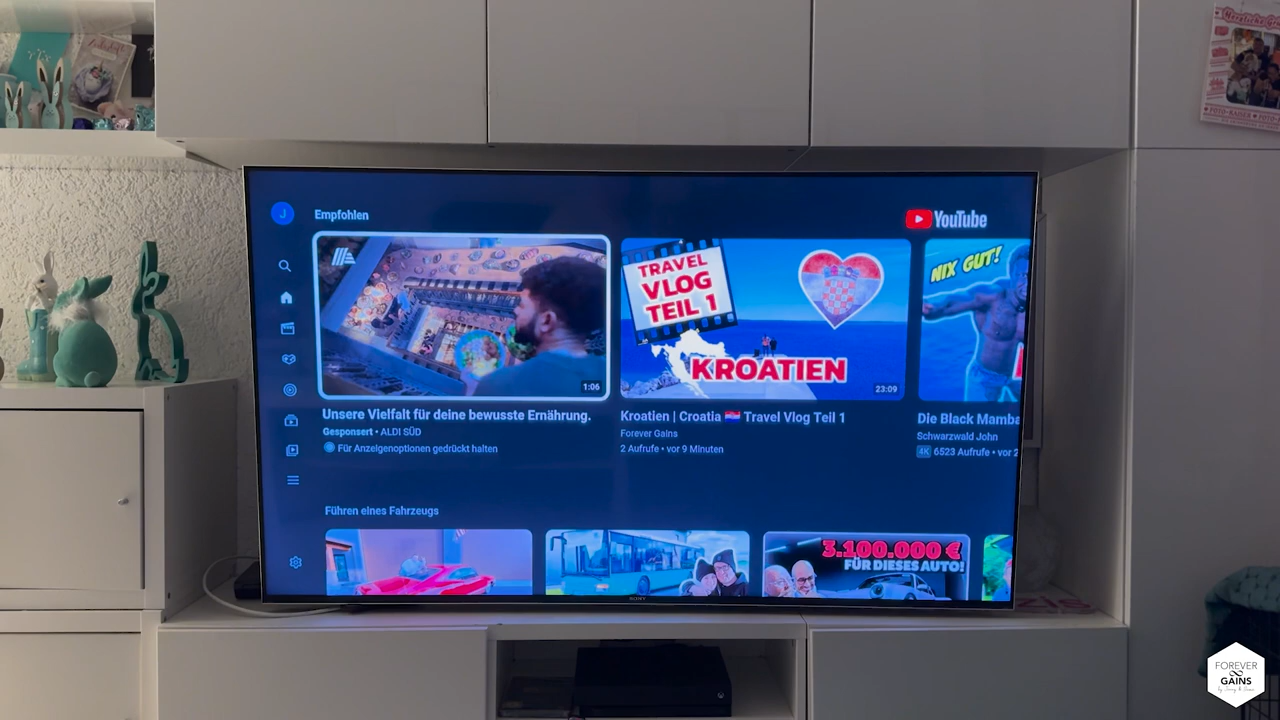 J
Empfohlen
YouTube
TRAVEL
VLOG
TEIL 1
KROATIEN
NIX GUT!
1:06
23:09
Unsere Vielfalt für deine bewusste Ernährung.
Gesponsert • ALDI SÜD
Für Anzeigenoptionen gedrückt halten
Kroatien | Croatia 🇭🇷 Travel Vlog Teil 1
Forever Gains
2 Aufrufe • vor 9 Minuten
Die Black Mamba
Schwarzwald John
4K 6523 Aufrufe • vor 2
Führen eines Fahrzeugs
3.100.000 €
FÜR DIESES AUTO!
SONY
FOREVER
GAINS